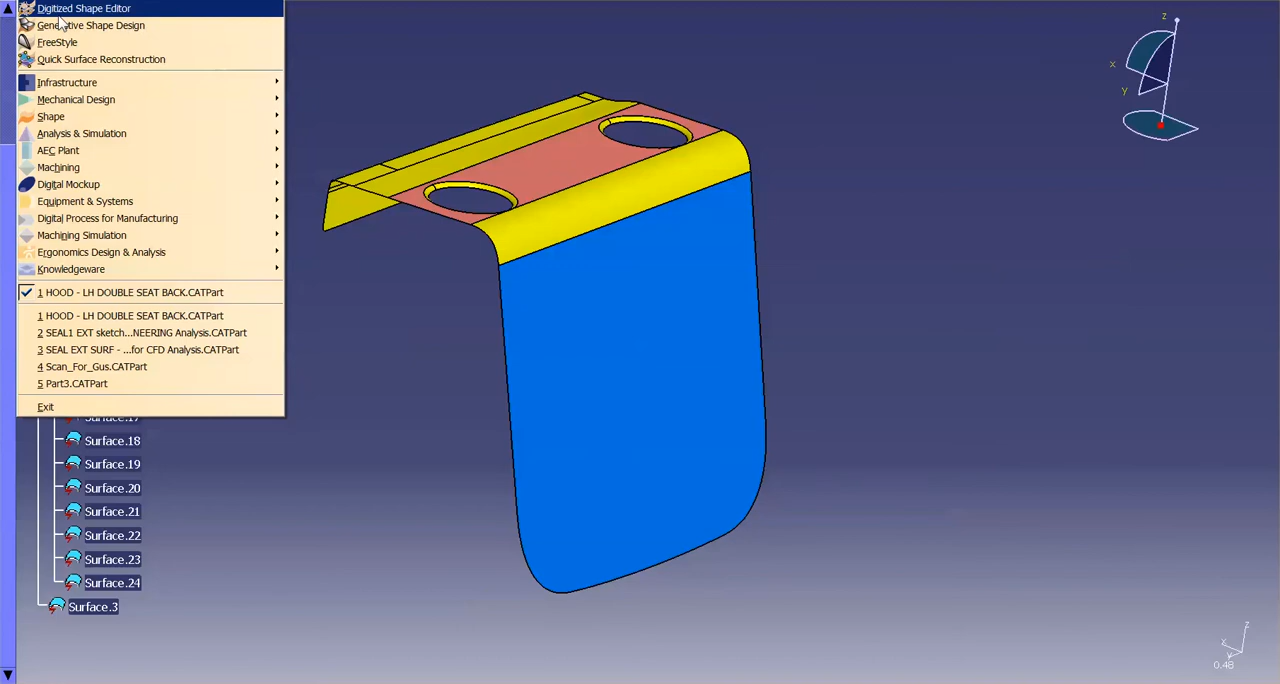 Digitized Shape Editor
Generative Shape Design
FreeStyle
Quick Surface Reconstruction
Infrastructure
Mechanical Design
Shape
Analysis & Simulation
AEC Plant
Machining
Digital Mockup
Equipment & Systems
Digital Process for Manufacturing
Machining Simulation
Ergonomics Design & Analysis
Knowledgeware
1 HOOD - LH DOUBLE SEAT BACK.CATPart
1 HOOD - LH DOUBLE SEAT BACK.CATPart
2 SEAL1 EXT sketch...NEERING Analysis.CATPart
3 SEAL EXT SURF - ...for CFD Analysis.CATPart
4 Scan_For_Gus.CATPart
5 Part3.CATPart
Exit
Surface.17
Surface.18
Surface.19
Surface.20
Surface.21
Surface.22
Surface.23
Surface.24
Surface.3
z
x
y
z
x
y
0.48